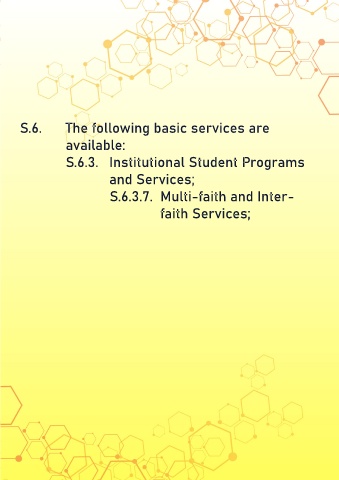 S.6. The following basic services are
available:
S.6.3. Institutional Student Programs
and Services;
S.6.3.7. Multi-faith and Inter-
faith Services;